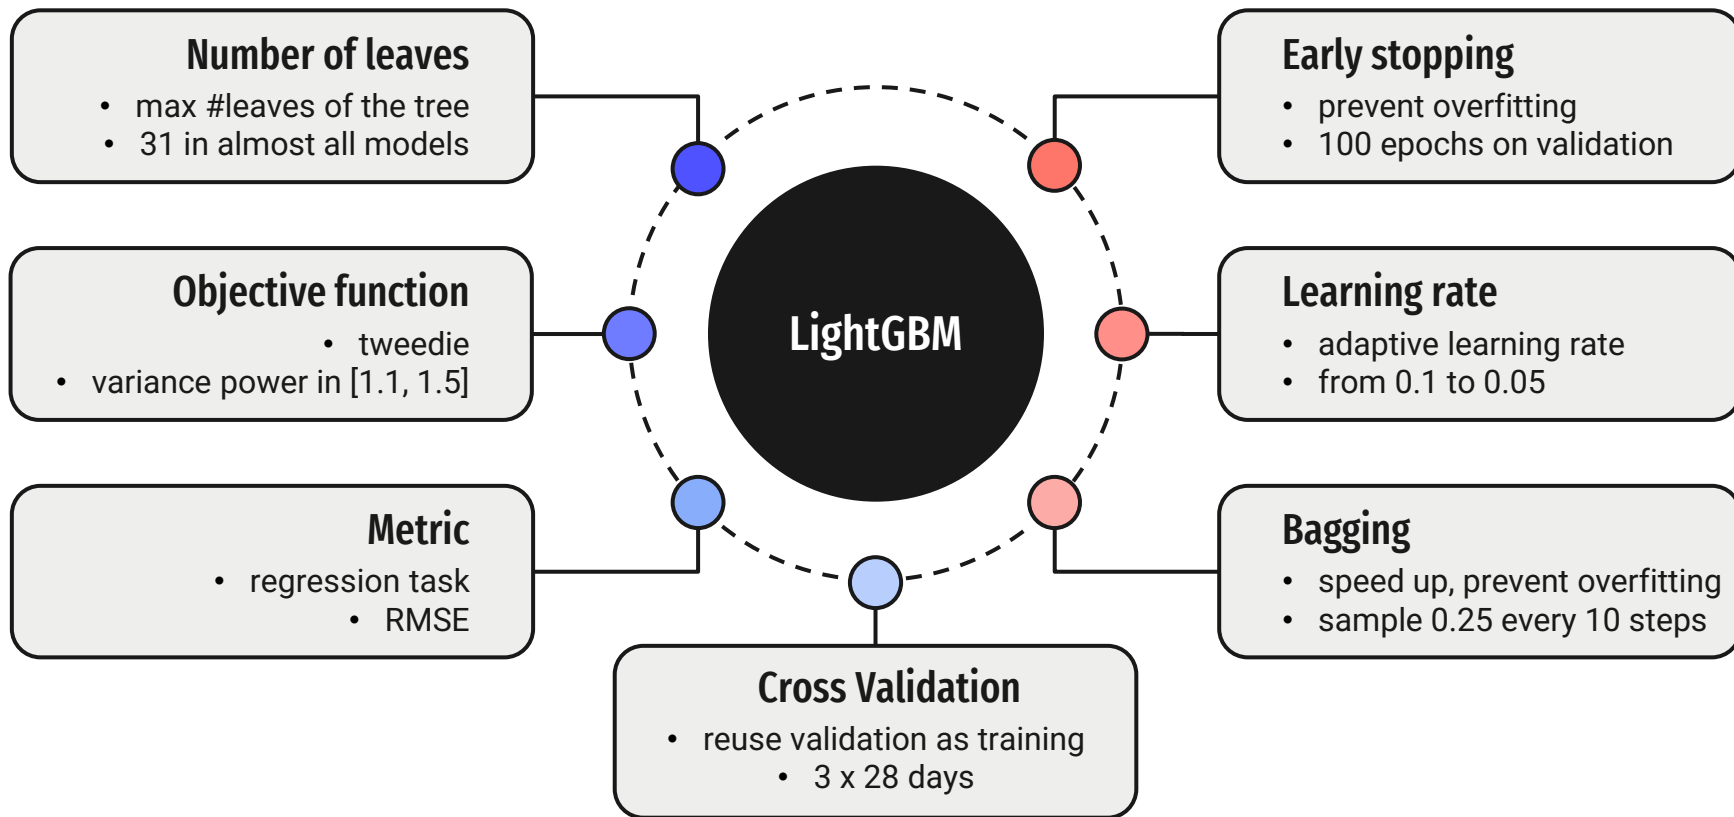 Number of leaves
• max #leaves of the tree
• 31 in almost all models
Objective function
• tweedie
• variance power in [1.1, 1.5]
Metric
• regression task
• RMSE
LightGBM
Cross Validation
• reuse validation as training
• 3 x 28 days
Early stopping
• prevent overfitting
• 100 epochs on validation
Learning rate
• adaptive learning rate
• from 0.1 to 0.05
Bagging
• speed up, prevent overfitting
• sample 0.25 every 10 steps